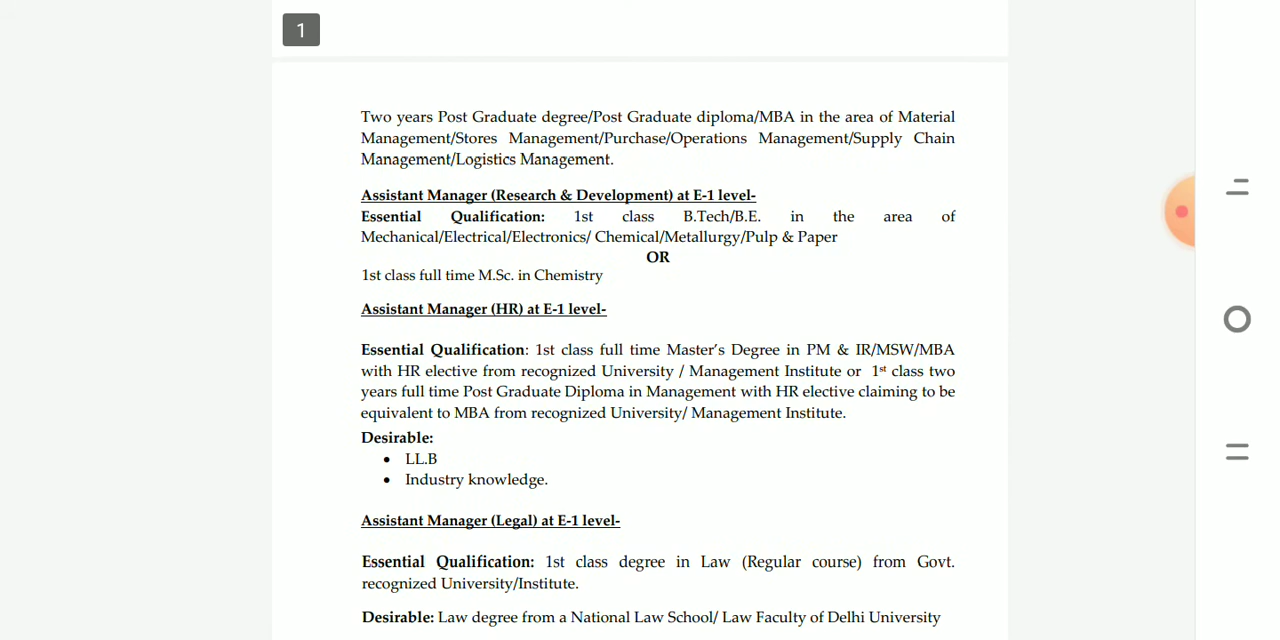 1
Two years Post Graduate degree/Post Graduate diploma/MBA in the area of Material
Management/Stores Management/Purchase/Operations Management/Supply Chain
Management/Logistics Management.
Assistant Manager (Research & Development) at E-1 level-
Essential Qualification: 1st class B.Tech/B.E. in the area of
Mechanical/Electrical/Electronics/ Chemical/Metallurgy/Pulp & Paper
OR
1st class full time M.Sc. in Chemistry
Assistant Manager (HR) at E-1 level-
Essential Qualification: 1st class full time Master's Degree in PM & IR/MSW/MBA
with HR elective from recognized University / Management Institute or 1st class two
years full time Post Graduate Diploma in Management with HR elective claiming to be
equivalent to MBA from recognized University/ Management Institute.
Desirable:
• LL.B
• Industry knowledge.
Assistant Manager (Legal) at E-1 level-
Essential Qualification: 1st class degree in Law (Regular course) from Govt.
recognized University/Institute.
Desirable: Law degree from a National Law School/ Law Faculty of Delhi University